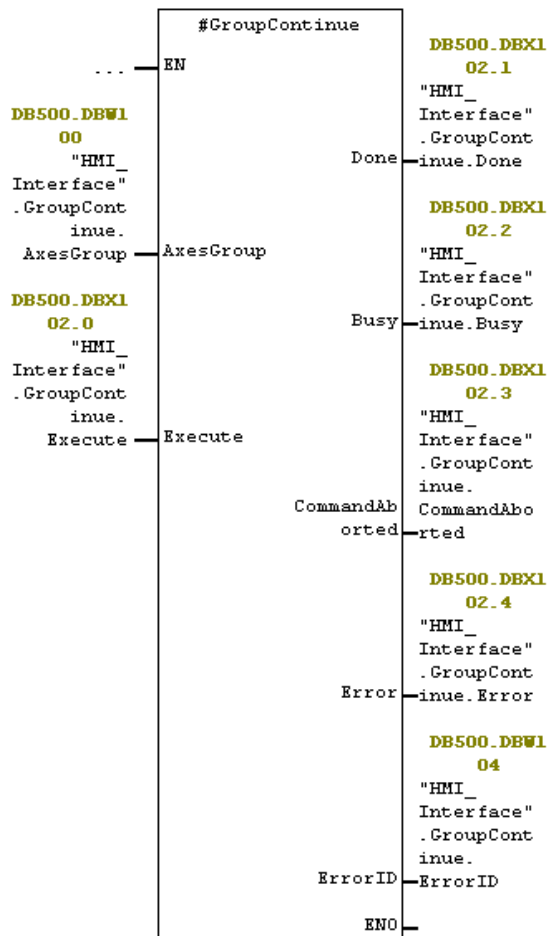 #GroupContinue
... EN
DB500.DBW1
00
"HMI_
Interface"
.GroupCont
inue.
AxesGroup AxesGroup
DB500.DBX1
02.0
"HMI_
Interface"
.GroupCont
inue.
Execute Execute
DB500.DBX1
02.1
"HMI_
Interface"
.GroupCont
Done inue.Done
DB500.DBX1
02.2
"HMI_
Interface"
.GroupCont
Busy inue.Busy
DB500.DBX1
02.3
"HMI_
Interface"
.GroupCont
inue.
CommandAb CommandAbo
orted rted
DB500.DBX1
02.4
"HMI_
Interface"
.GroupCont
Error inue.Error
DB500.DBW1
04
"HMI_
Interface"
.GroupCont
inue.
ErrorID ErrorID
ENO